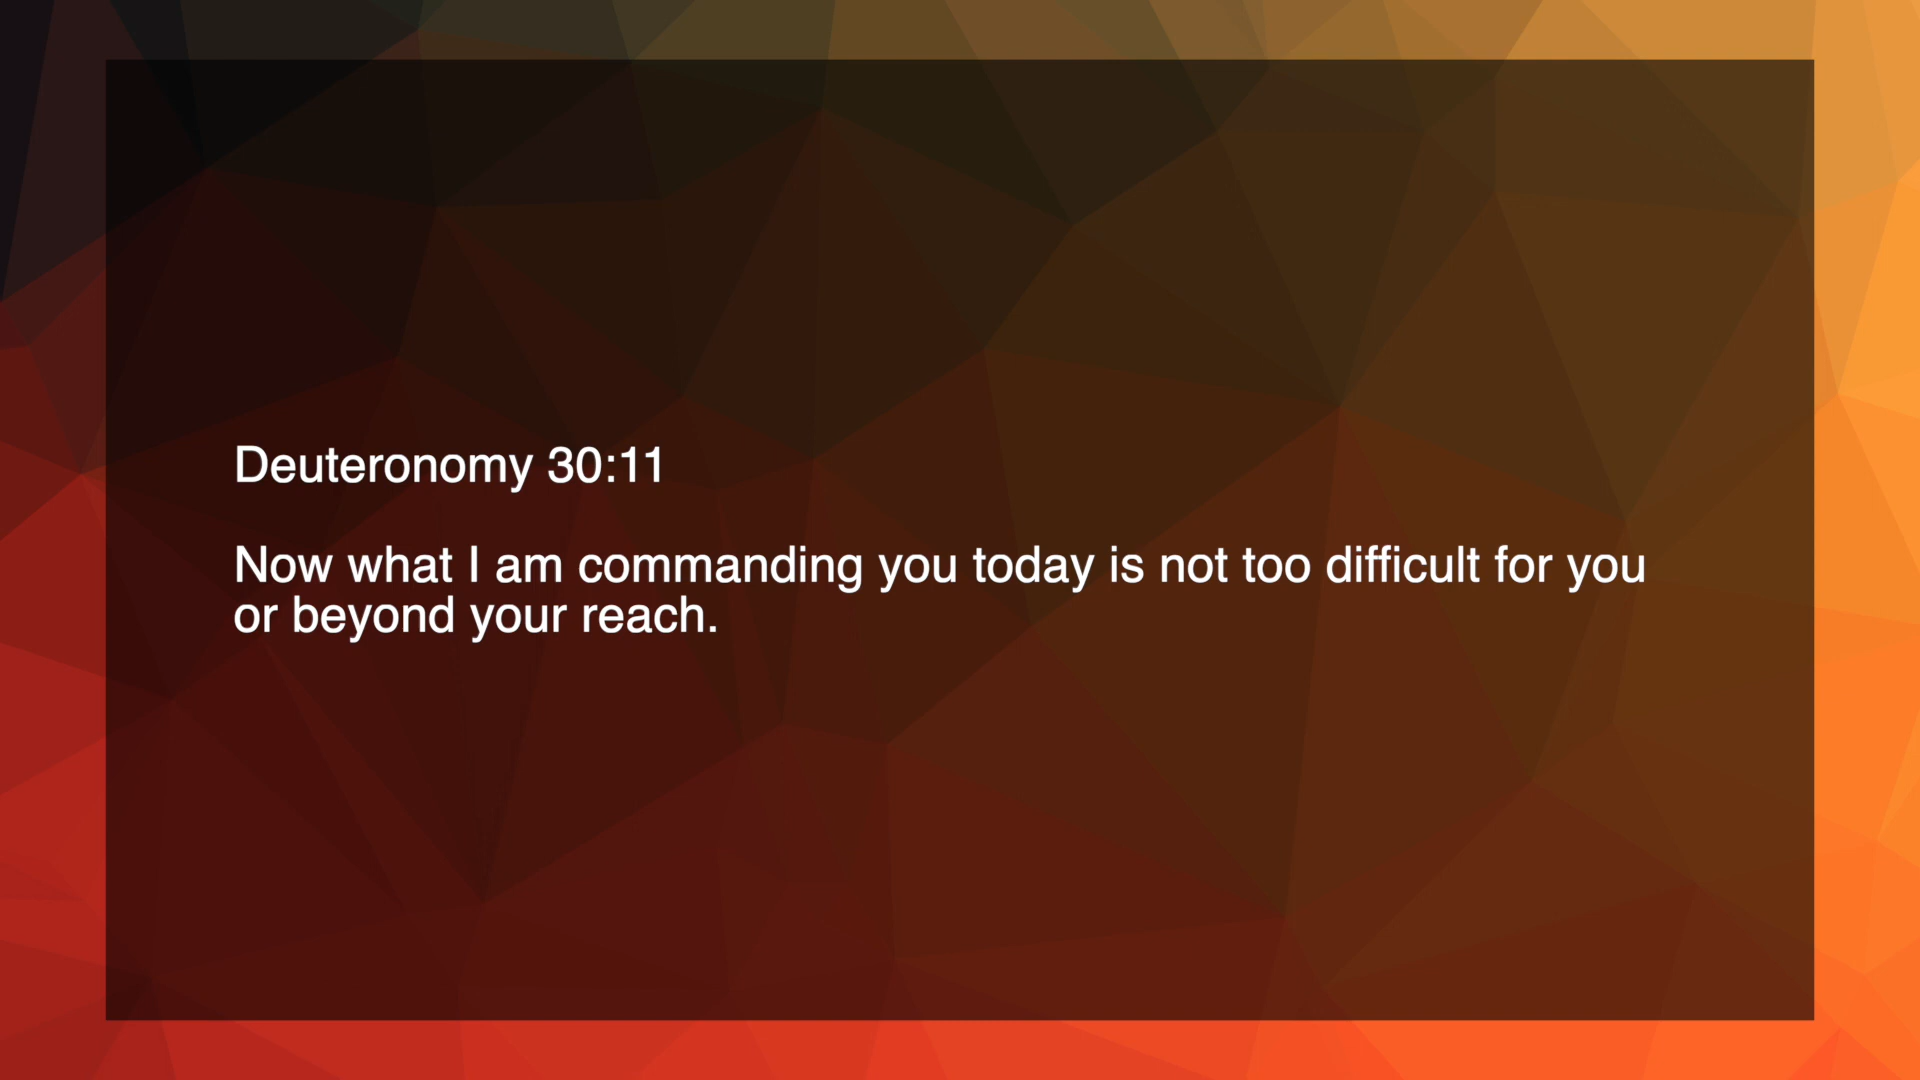 Deuteronomy 30:11
Now what I am commanding you today is not too difficult for you
or beyond your reach.